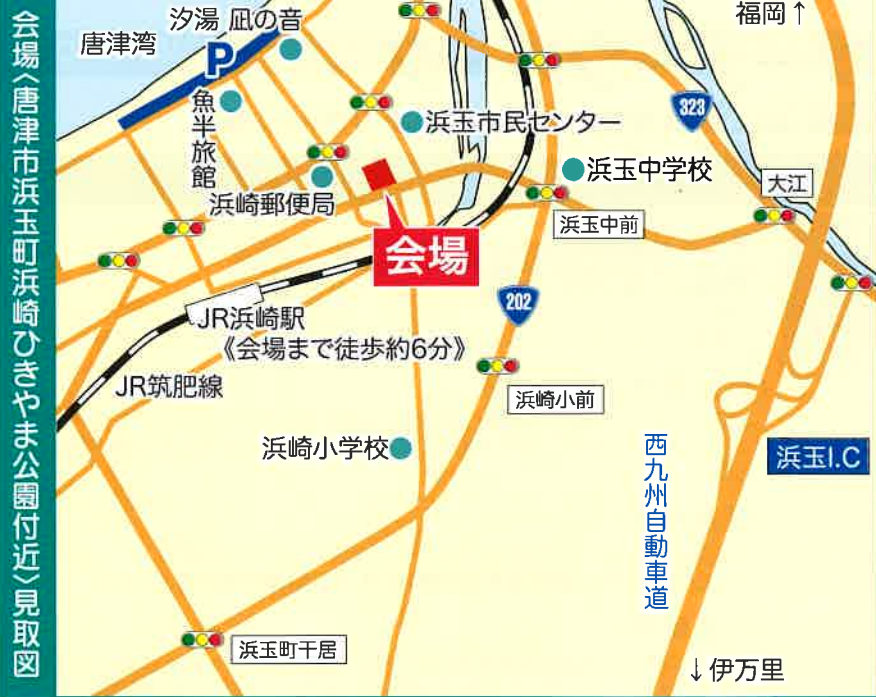 会場〈唐津市浜玉町浜崎ひきやま公園付近〉見取図
福岡↑
汐湯 凪の音
唐津湾
P
魚半旅館
浜玉市民センター
323
浜玉中学校
大江
浜崎郵便局
浜玉中前
会場
202
JR浜崎駅
《会場まで徒歩約6分》
JR筑肥線
浜崎小前
浜崎小学校
西九州自動車道
浜玉I.C
浜玉町干居
↓伊万里